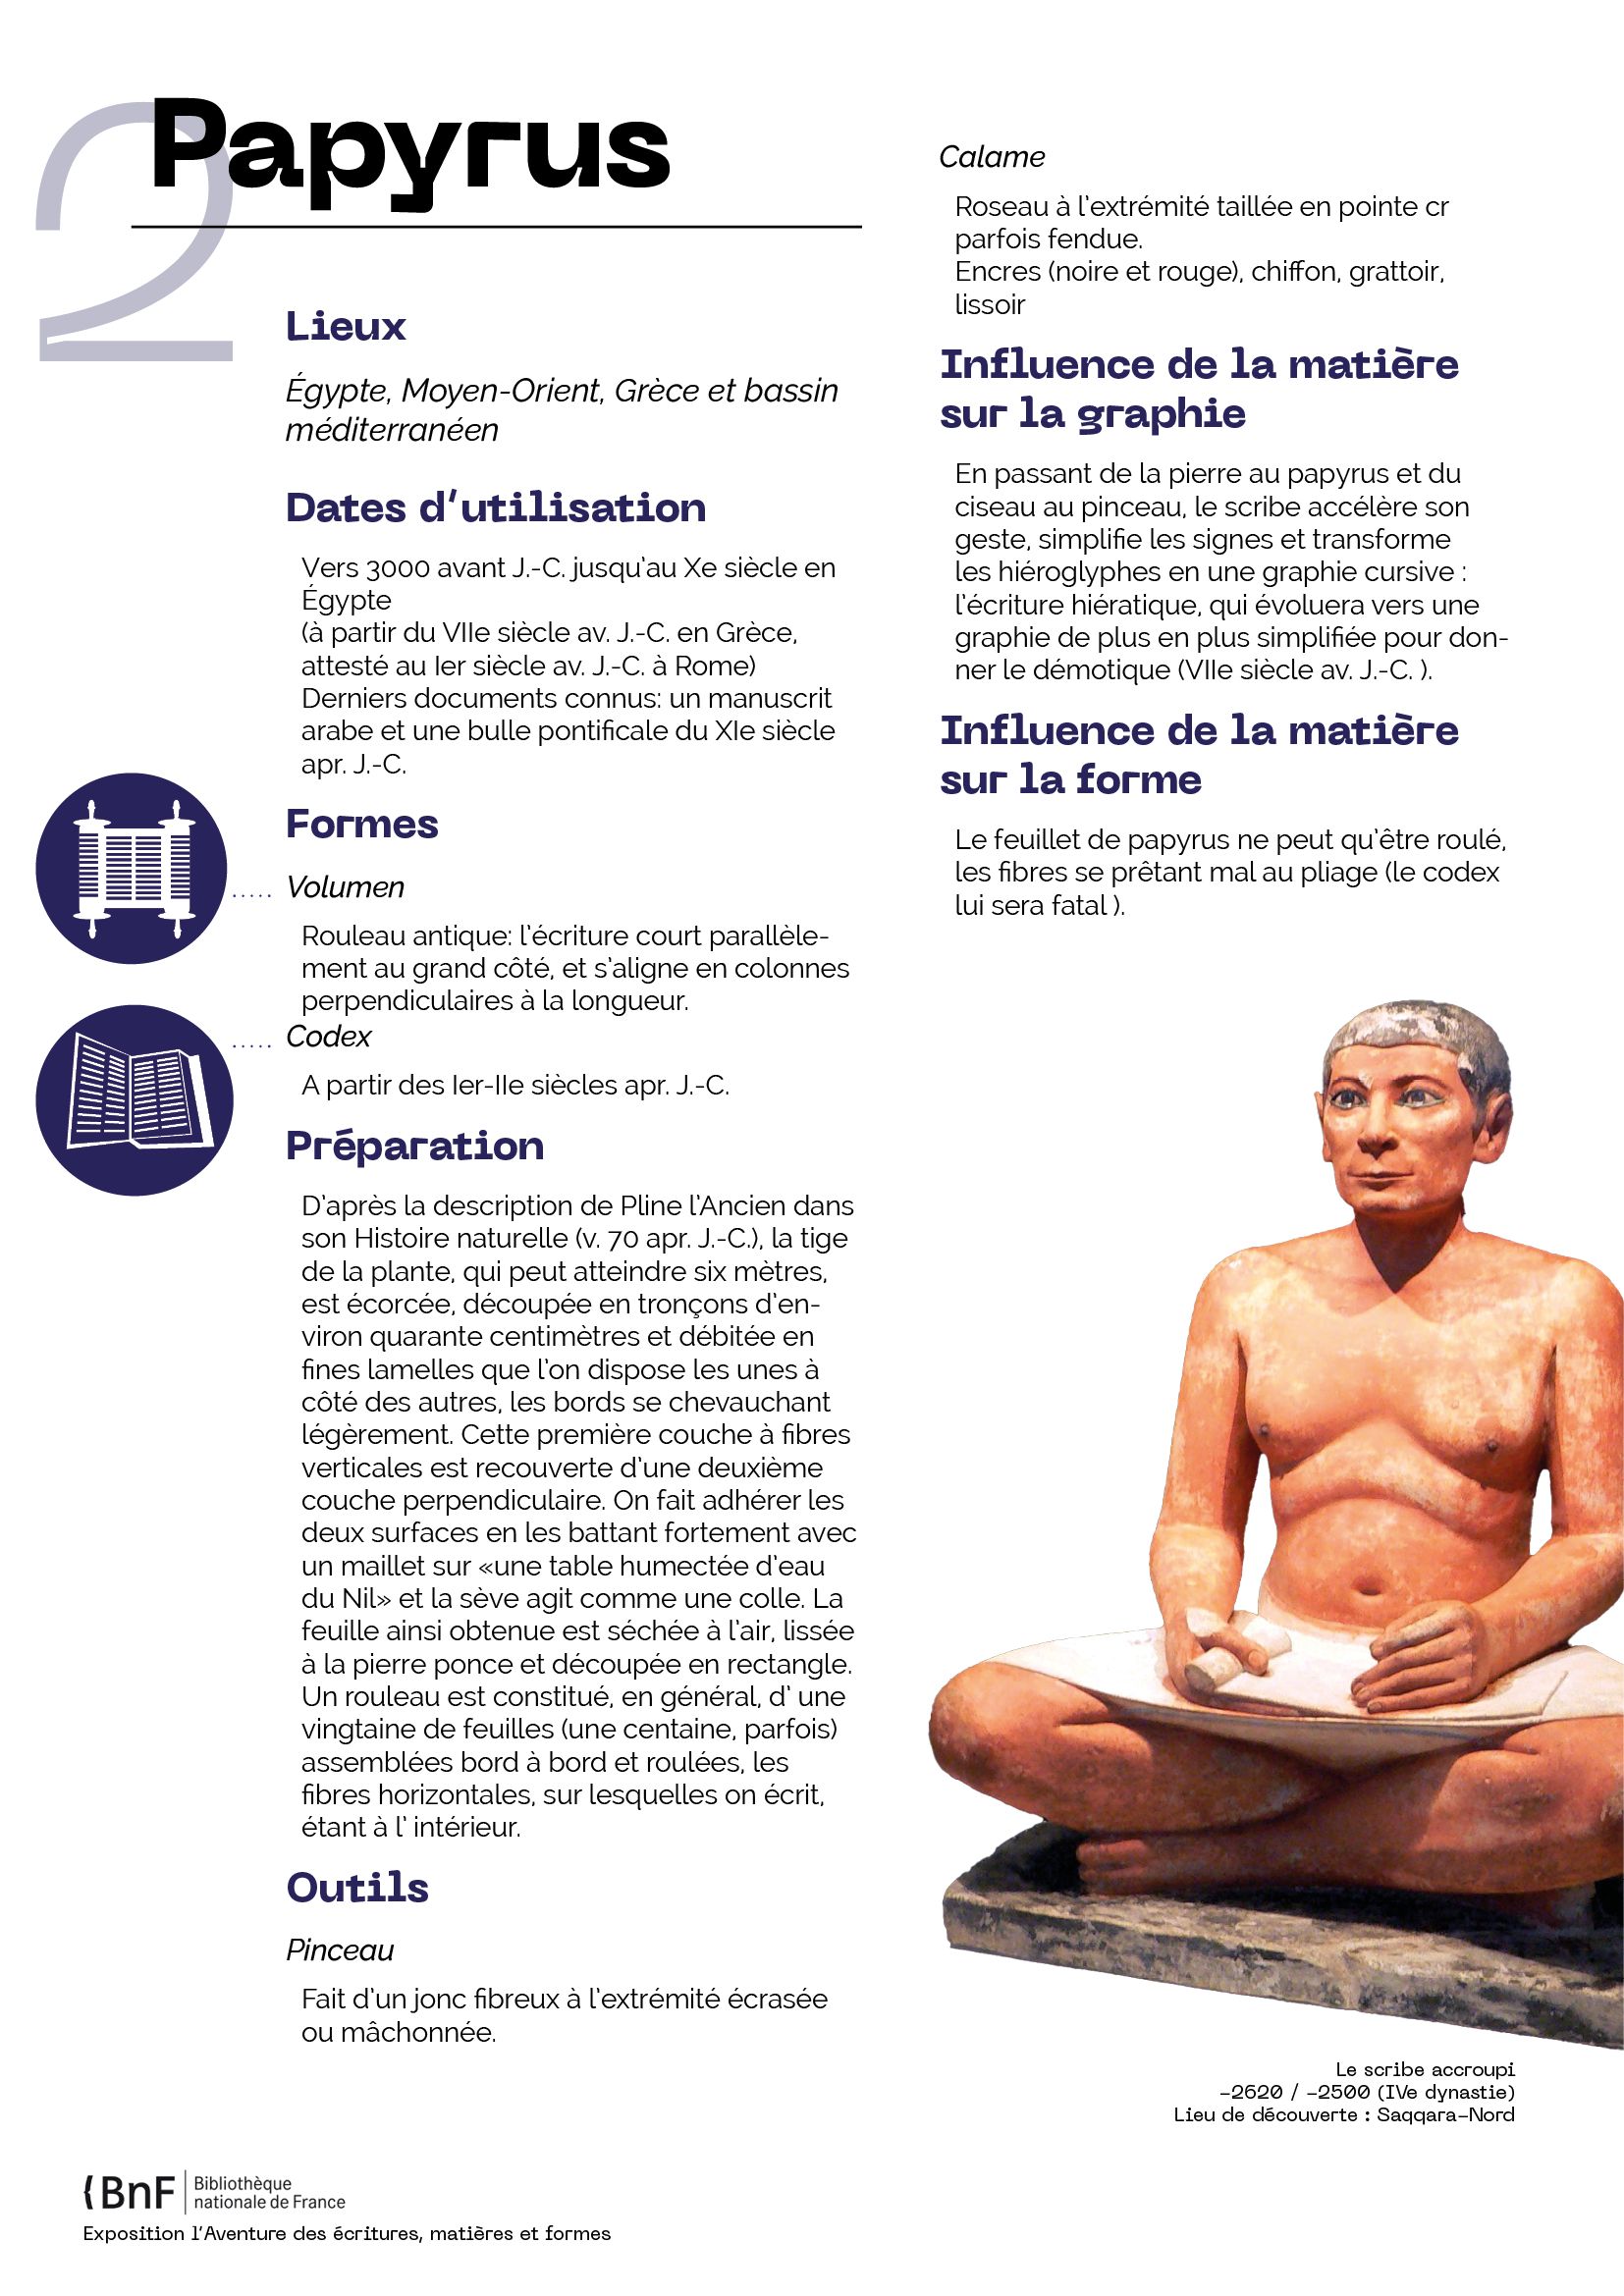 2
Papyrus
Lieux
Égypte, Moyen-Orient, Grèce et bassin
méditerranéen
Dates d'utilisation
Vers 3000 avant J.-C. jusqu'au Xe siècle en
Égypte
(à partir du VIIe siècle av. J.-C. en Grèce,
attesté au Ier siècle av. J.-C. à Rome)
Derniers documents connus: un manuscrit
arabe et une bulle pontificale du XIe siècle
apr. J.-C.
Formes
..... Volumen
Rouleau antique: l'écriture court parallèle-
ment au grand côté, et s'aligne en colonnes
perpendiculaires à la longueur.
..... Codex
A partir des Ier-IIe siècles apr. J.-C.
Préparation
D'après la description de Pline l'Ancien dans
son Histoire naturelle (v. 70 apr. J.-C.), la tige
de la plante, qui peut atteindre six mètres,
est écorcée, découpée en tronçons d'en-
viron quarante centimètres et débitée en
fines lamelles que l'on dispose les unes à
côté des autres, les bords se chevauchant
légèrement. Cette première couche à fibres
verticales est recouverte d'une deuxième
couche perpendiculaire. On fait adhérer les
deux surfaces en les battant fortement avec
un maillet sur «une table humectée d'eau
du Nil» et la sève agit comme une colle. La
feuille ainsi obtenue est séchée à l'air, lissée
à la pierre ponce et découpée en rectangle.
Un rouleau est constitué, en général, d' une
vingtaine de feuilles (une centaine, parfois)
assemblées bord à bord et roulées, les
fibres horizontales, sur lesquelles on écrit,
étant à l' intérieur.
Outils
Pinceau
Fait d'un jonc fibreux à l'extrémité écrasée
ou mâchonnée.
Calame
Roseau à l'extrémité taillée en pointe cr
parfois fendue.
Encres (noire et rouge), chiffon, grattoir,
lissoir
Influence de la matière
sur la graphie
En passant de la pierre au papyrus et du
ciseau au pinceau, le scribe accélère son
geste, simplifie les signes et transforme
les hiéroglyphes en une graphie cursive :
l'écriture hiératique, qui évoluera vers une
graphie de plus en plus simplifiée pour don-
ner le démotique (VIIe siècle av. J.-C. ).
Influence de la matière
sur la forme
Le feuillet de papyrus ne peut qu'être roulé,
les fibres se prêtant mal au pliage (le codex
lui sera fatal ).
Le scribe accroupi
-2620 / -2500 (IVe dynastie)
Lieu de découverte : Saqqara-Nord
BnF Bibliothèque
nationale de France
Exposition l'Aventure des écritures, matières et formes